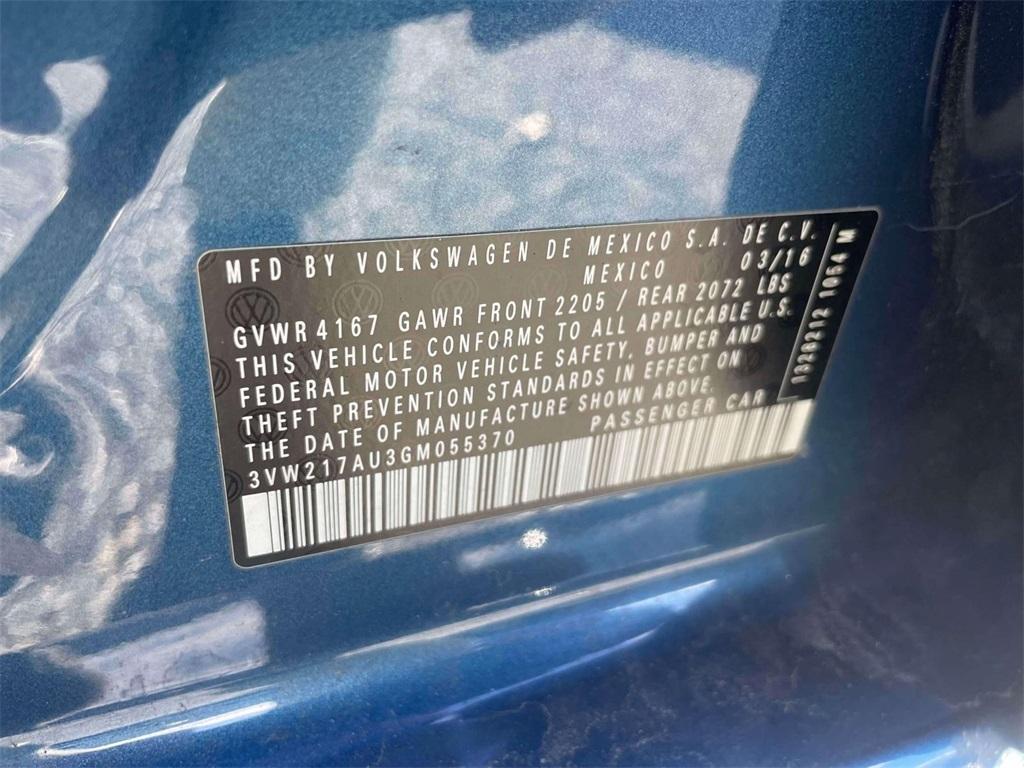 MFD BY VOLKSWAGEN DE MEXICO S.A. DE C.V.
MEXICO 03/16
GVWR 4167 GAWR FRONT 2205 / REAR 2072 LBS
THIS VEHICLE CONFORMS TO ALL APPLICABLE U.S.
FEDERAL MOTOR VEHICLE SAFETY, BUMPER AND
THEFT PREVENTION STANDARDS IN EFFECT ON
THE DATE OF MANUFACTURE SHOWN ABOVE.
3VW217AU3GM055370 PASSENGER CAR
1054 M